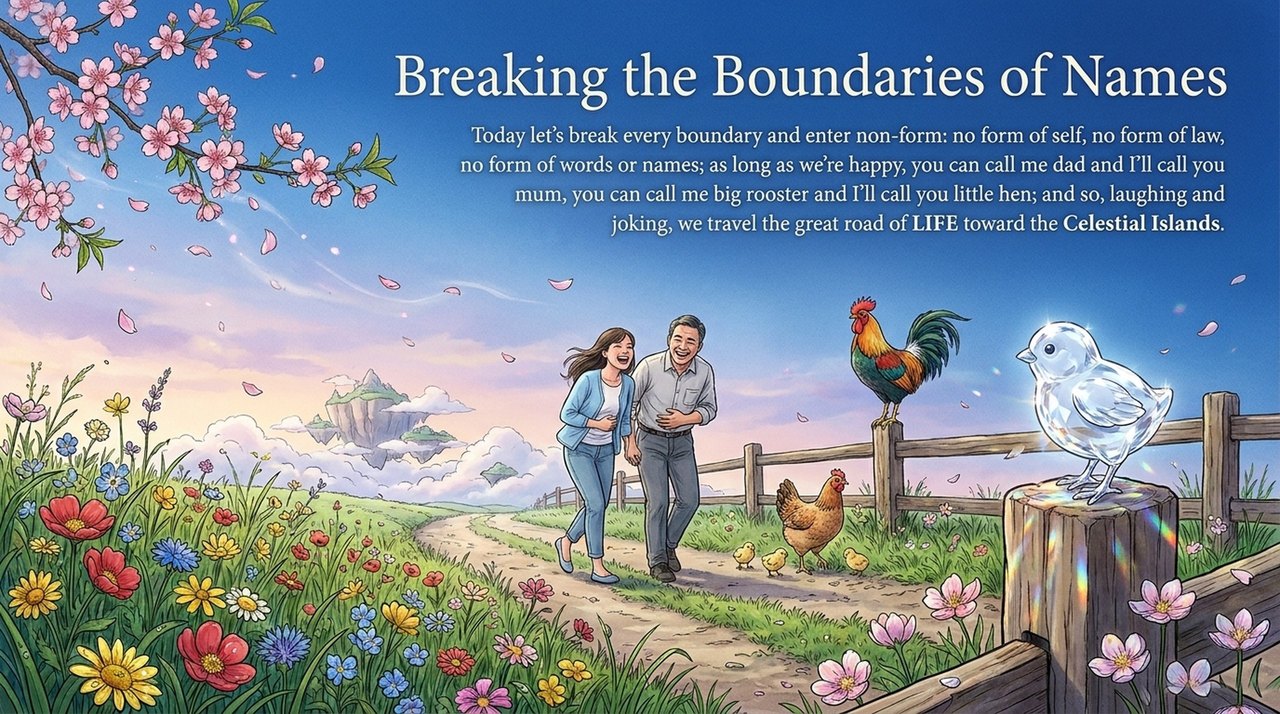 Breaking the Boundaries of Names
Today let’s break every boundary and enter non-form: no form of self, no form of law,
no form of words or names; as long as we’re happy, you can call me dad and I’ll call you
mum, you can call me big rooster and I’ll call you little hen; and so, laughing and
joking, we travel the great road of LIFE toward the Celestial Islands.